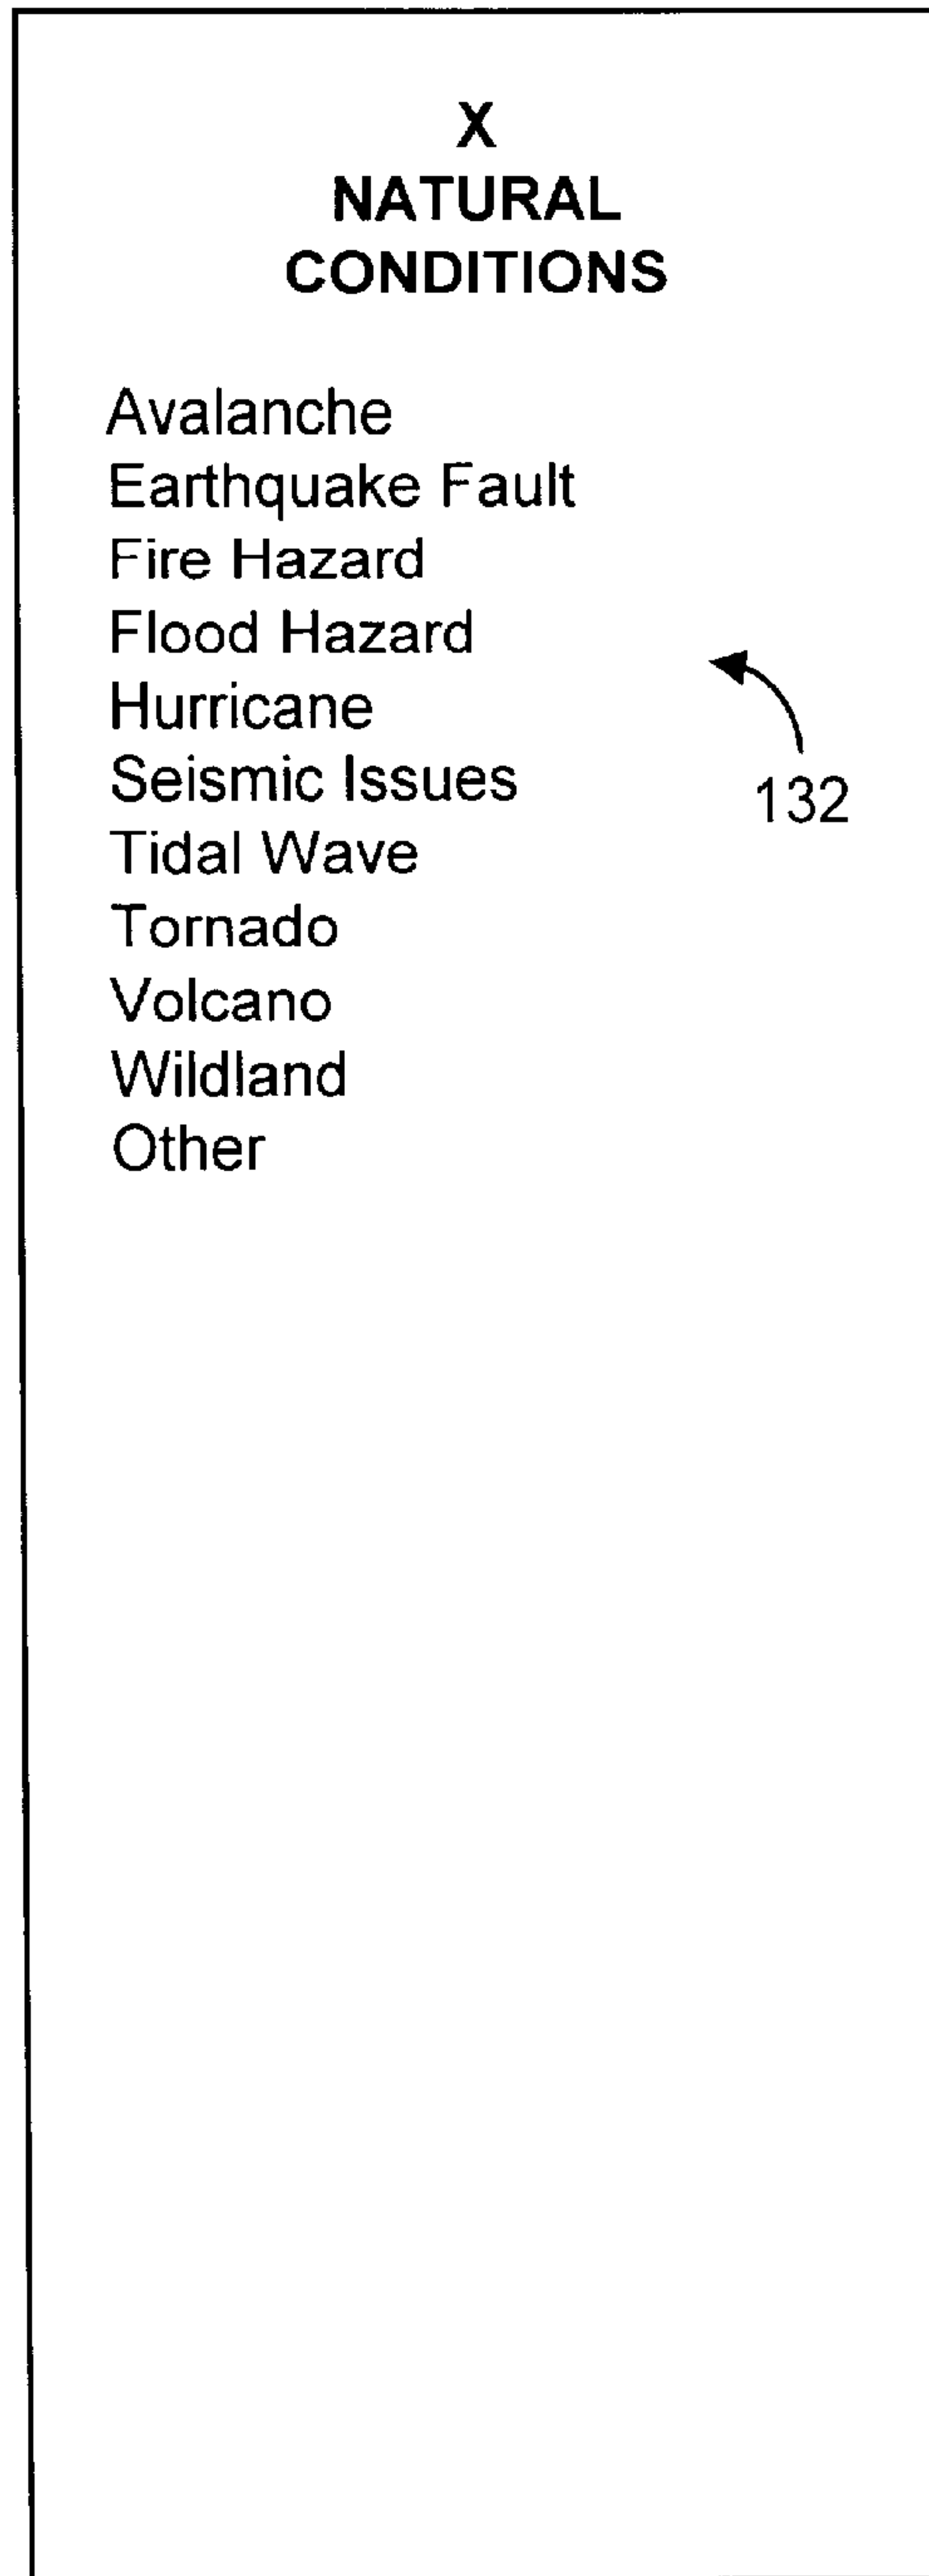 X
NATURAL
CONDITIONS
Avalanche
Earthquake Fault
Fire Hazard
Flood Hazard
Hurricane
Seismic Issues
Tidal Wave
Tornado
Volcano
Wildland
Other
132